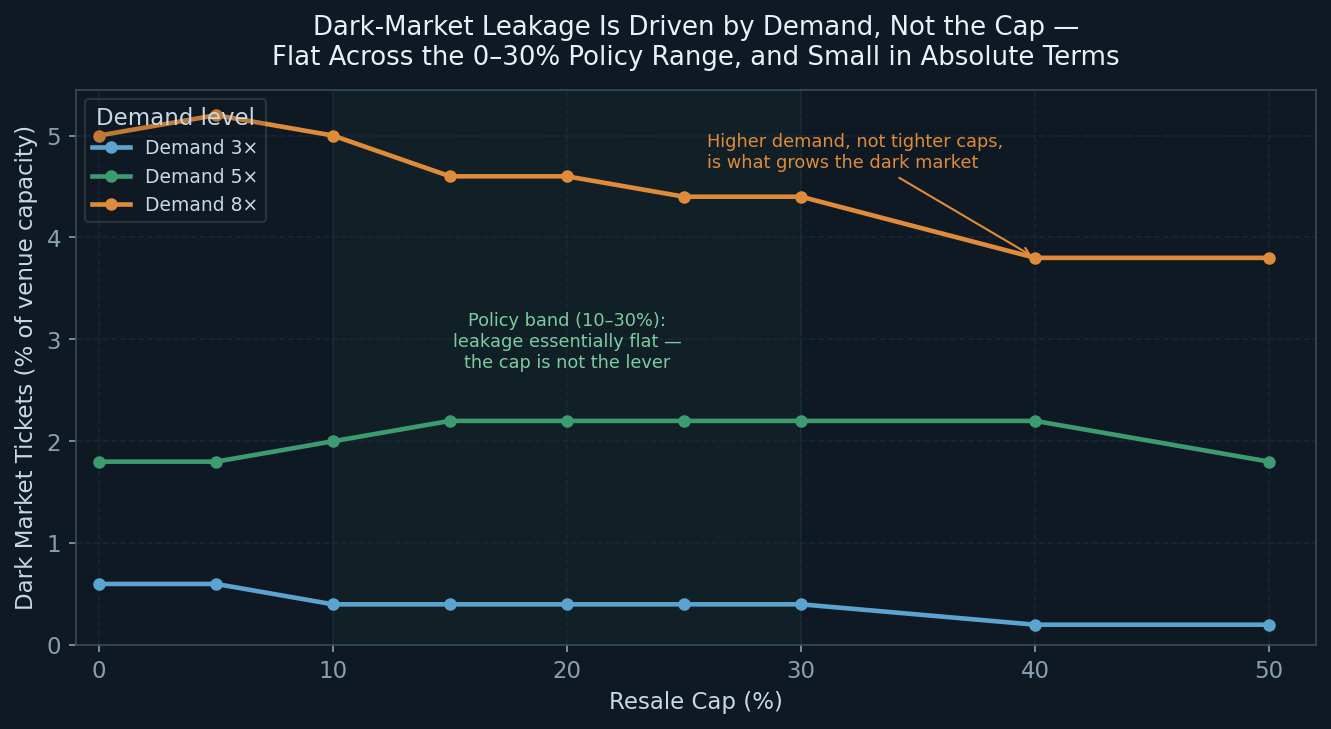 Dark-Market Leakage Is Driven by Demand, Not the Cap —
Flat Across the 0–30% Policy Range, and Small in Absolute Terms
Dark Market Tickets (% of venue capacity)
5
4
3
2
1
0
Demand level
Demand 3×
Demand 5×
Demand 8×
Higher demand, not tighter caps,
is what grows the dark market
Policy band (10–30%):
leakage essentially flat —
the cap is not the lever
0 10 20 30 40 50
Resale Cap (%)